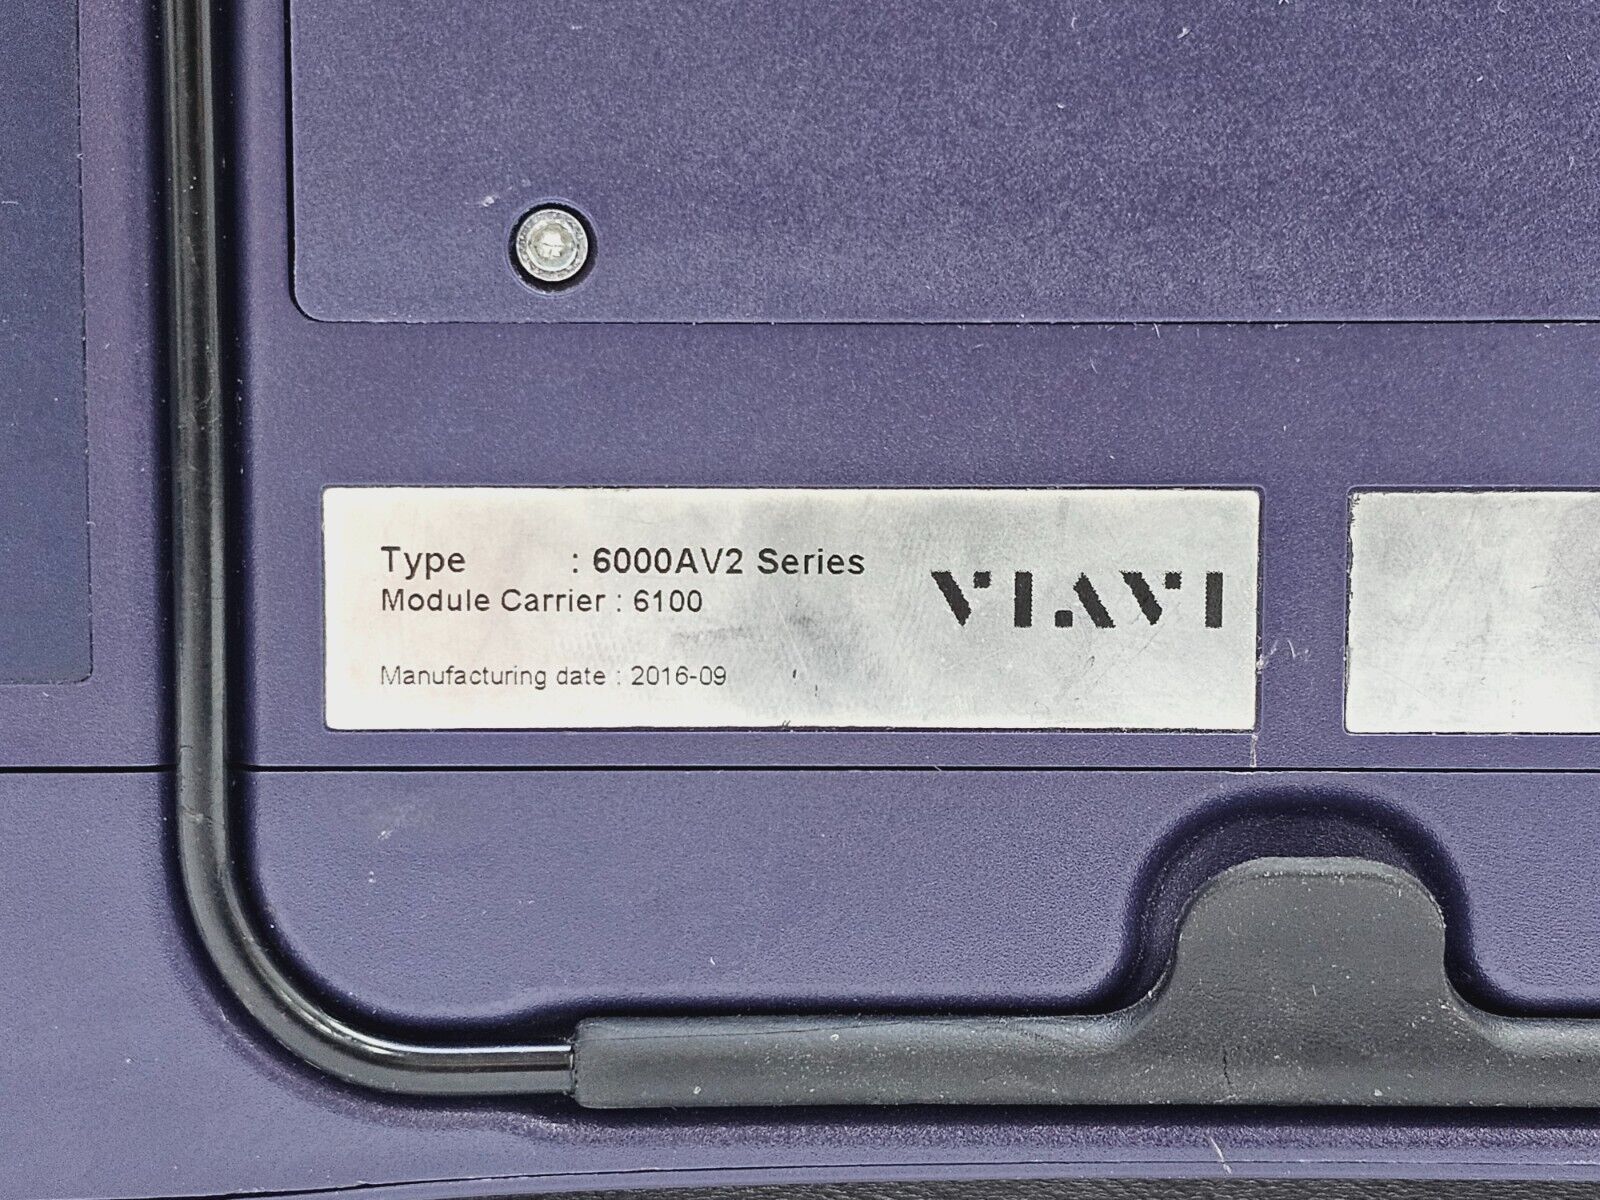 Type : 6000AV2 Series
Module Carrier : 6100
VIAVI
Manufacturing date : 2016-09